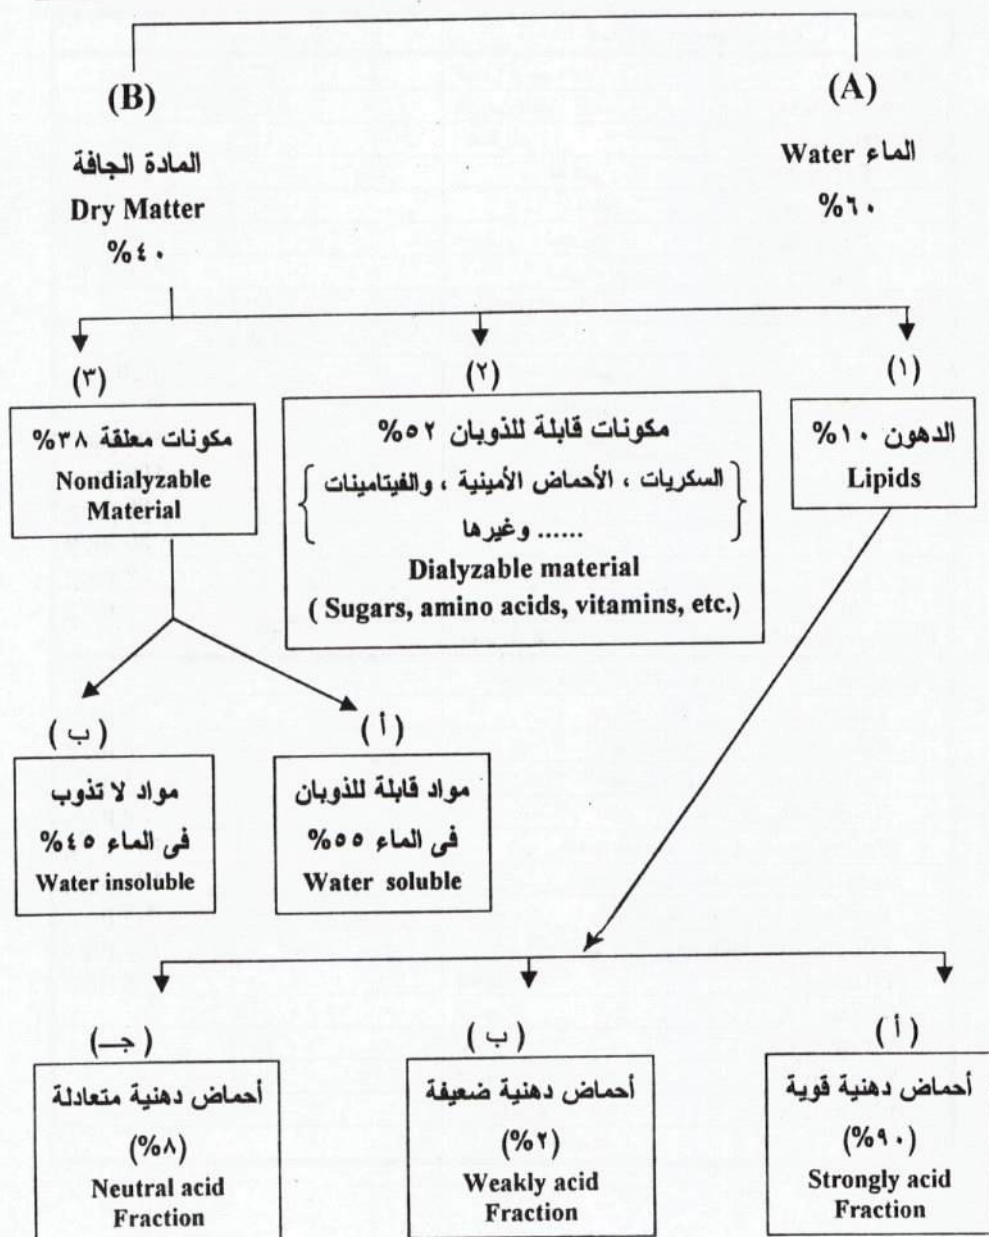 (A)
الماء Water
%٦٠
(B)
المادة الجافة
Dry Matter
%٤٠
(١)
الدهون ١٠%
Lipids
(٢)
مكونات قابلة للذوبان ٥٢%
السكريات ، الأحماض الأمينية ، والفيتامينات
...... وغيرها
Dialyzable material
( Sugars, amino acids, vitamins, etc.)
(٣)
مكونات معلقة ٣٨%
Nondialyzable
Material
( أ )
مواد قابلة للذوبان
فى الماء ٥٥%
Water soluble
( ب )
مواد لا تذوب
فى الماء ٤٥%
Water insoluble
( أ )
أحماض دهنية قوية
(%٩٠)
Strongly acid
Fraction
( ب )
أحماض دهنية ضعيفة
(%٢)
Weakly acid
Fraction
(جـ)
أحماض دهنية متعادلة
(%٨)
Neutral acid
Fraction